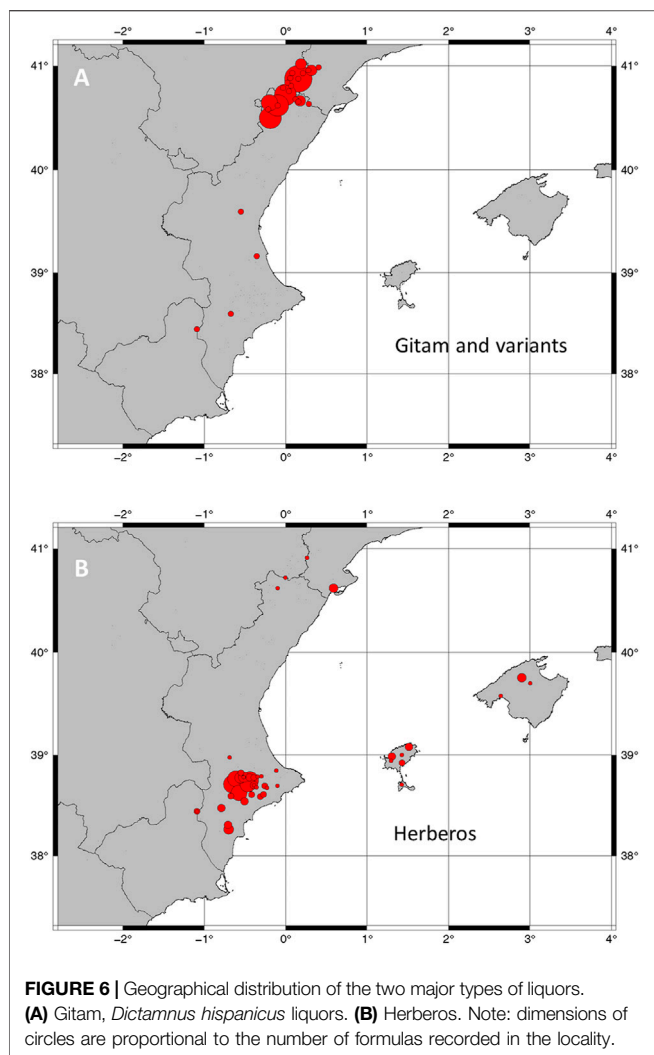 −2° −1° 0° 1° 2° 3° 4°
A
41° 41°
40° 40°
39° 39°
Gitam and variants
38° 38°
−2° −1° 0° 1° 2° 3° 4°
−2° −1° 0° 1° 2° 3° 4°
B
41° 41°
40° 40°
39° 39°
Herberos
38° 38°
−2° −1° 0° 1° 2° 3° 4°
FIGURE 6 | Geographical distribution of the two major types of liquors.
(A) Gitam, Dictamnus hispanicus liquors. (B) Herberos. Note: dimensions of
circles are proportional to the number of formulas recorded in the locality.